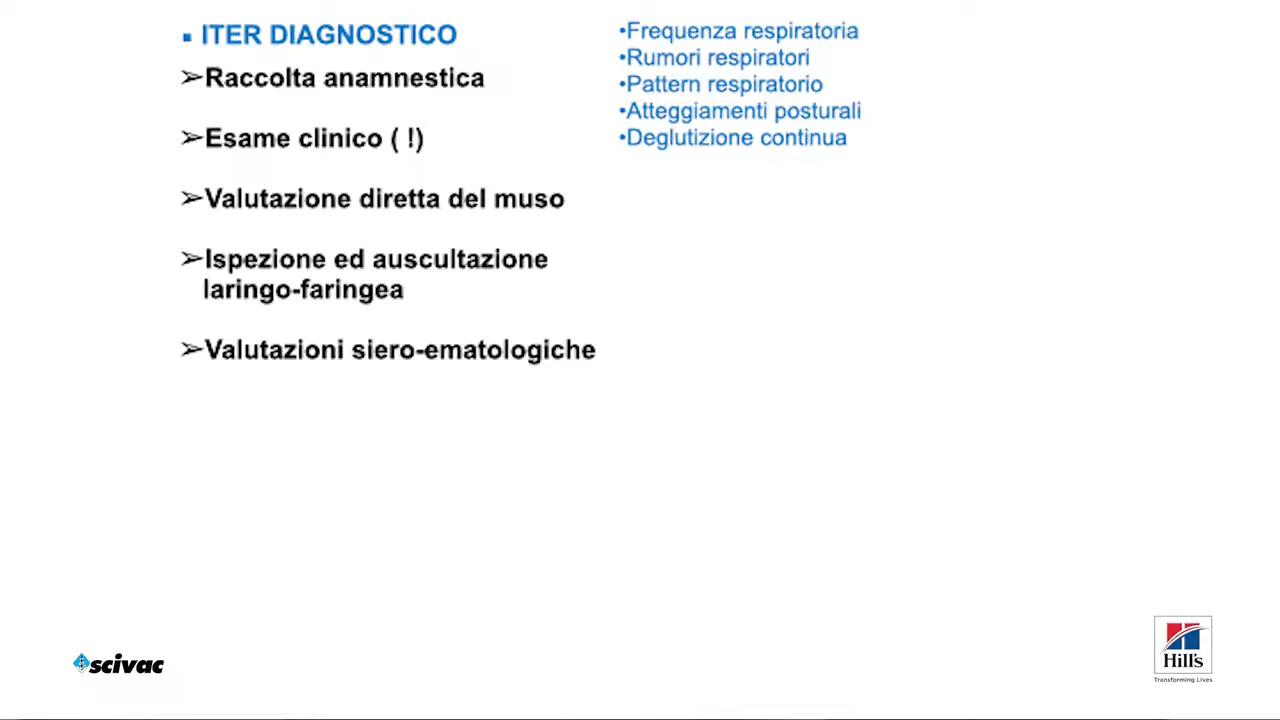 ▪ ITER DIAGNOSTICO
➢Raccolta anamnestica
➢Esame clinico ( !)
➢Valutazione diretta del muso
➢Ispezione ed auscultazione
laringo-faringea
➢Valutazioni siero-ematologiche
•Frequenza respiratoria
•Rumori respiratori
•Pattern respiratorio
•Atteggiamenti posturali
•Deglutizione continua
scivac
Hill's
Transforming Lives